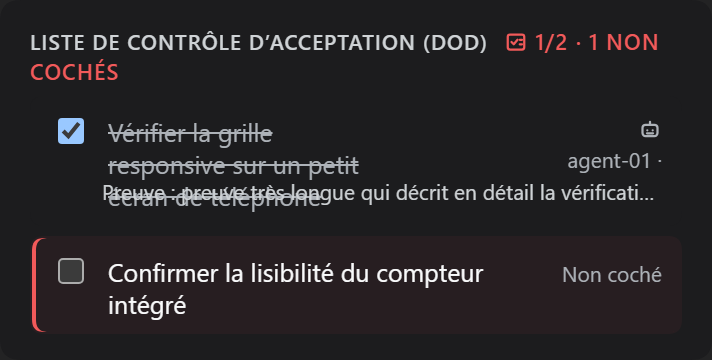 LISTE DE CONTRÔLE D’ACCEPTATION (DOD) 1/2 · 1 NON
COCHÉS
Vérifier la grille
responsive sur un petit
agent-01 ·
écran de téléphone
Preuve : preuve très longue qui décrit en détail la vérificati...
Confirmer la lisibilité du compteur
intégré
Non coché